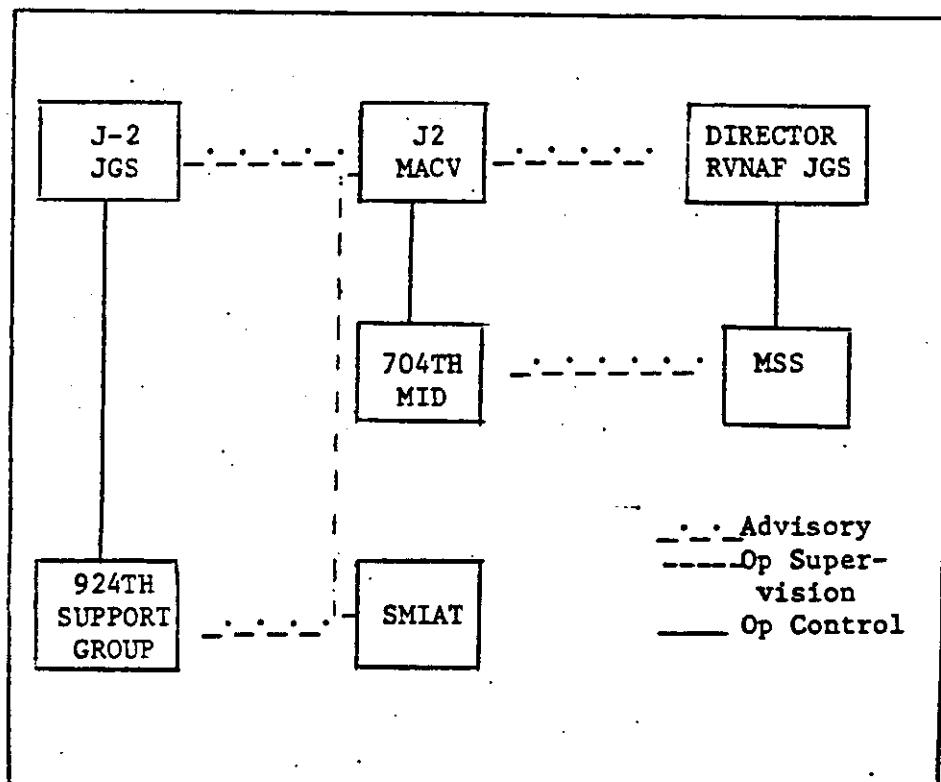 J-2
JGS
J2
MACV
DIRECTOR
RVNAF JGS
704TH
MID
MSS
Advisory
Op Super-
vision
Op Control
924TH
SUPPORT
GROUP
SMIAT